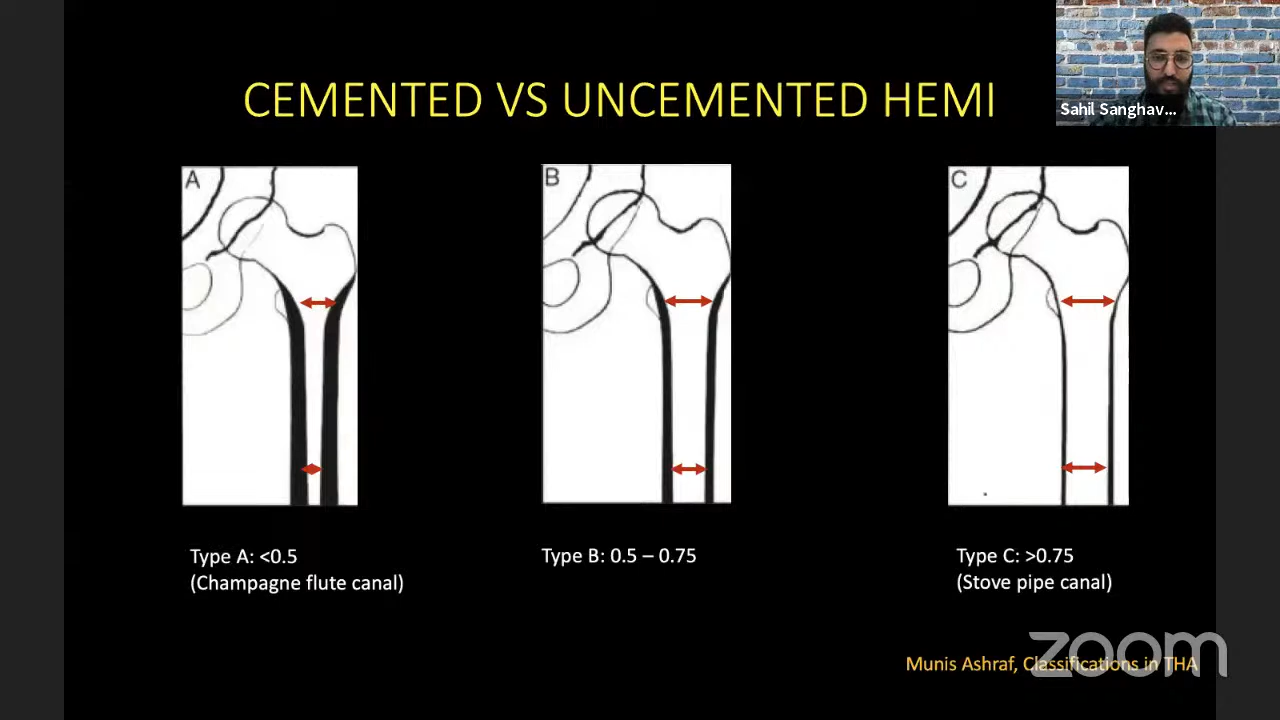 CEMENTED VS UNCEMENTED HEMI
Sahil Sanghav...
A
B
C
Type A: <0.5
(Champagne flute canal)
Type B: 0.5 – 0.75
Type C: >0.75
(Stove pipe canal)
Munis Ashraf, Classifications in THA
zoom